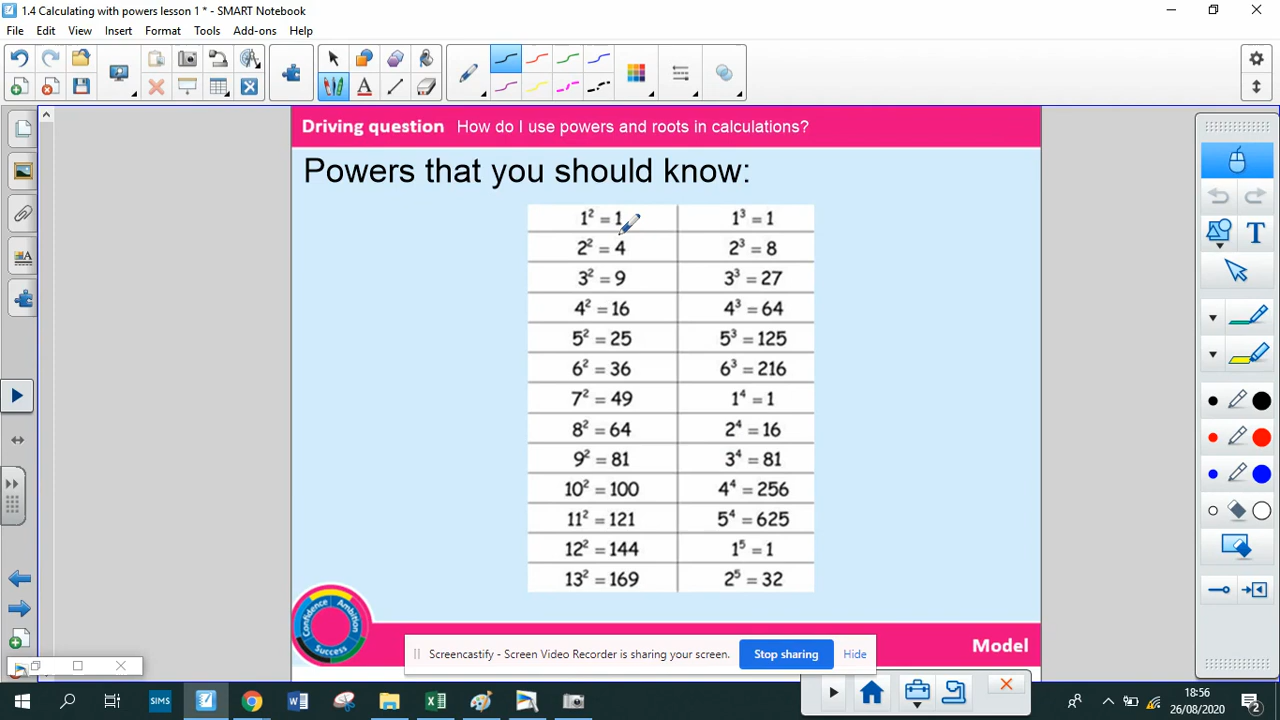 1.4 Calculating with powers lesson 1 * - SMART Notebook
File Edit View Insert Format Tools Add-ons Help
Driving question How do I use powers and roots in calculations?
Powers that you should know:
1² = 1 1³ = 1
2² = 4 2³ = 8
3² = 9 3³ = 27
4² = 16 4³ = 64
5² = 25 5³ = 125
6² = 36 6³ = 216
7² = 49 1⁴ = 1
8² = 64 2⁴ = 16
9² = 81 3⁴ = 81
10² = 100 4⁴ = 256
11² = 121 5⁴ = 625
12² = 144 1⁵ = 1
13² = 169 2⁵ = 32
Confidence Ambition Success
Model
Screencastify - Screen Video Recorder is sharing your screen. Stop sharing Hide
SIMS
18:56
26/08/2020
2